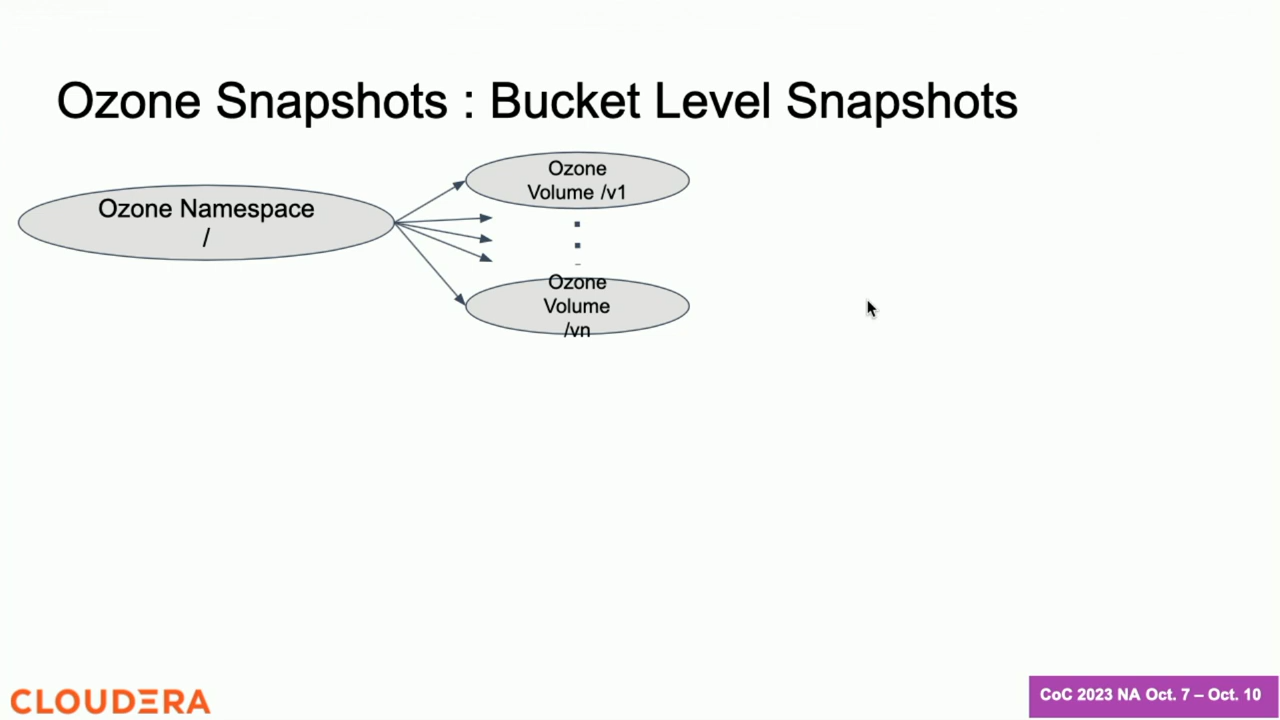 Ozone Snapshots : Bucket Level Snapshots
Ozone Namespace
/
Ozone
Volume /v1
Ozone
Volume
/vn
CLOUDERA
CoC 2023 NA Oct. 7 – Oct. 10